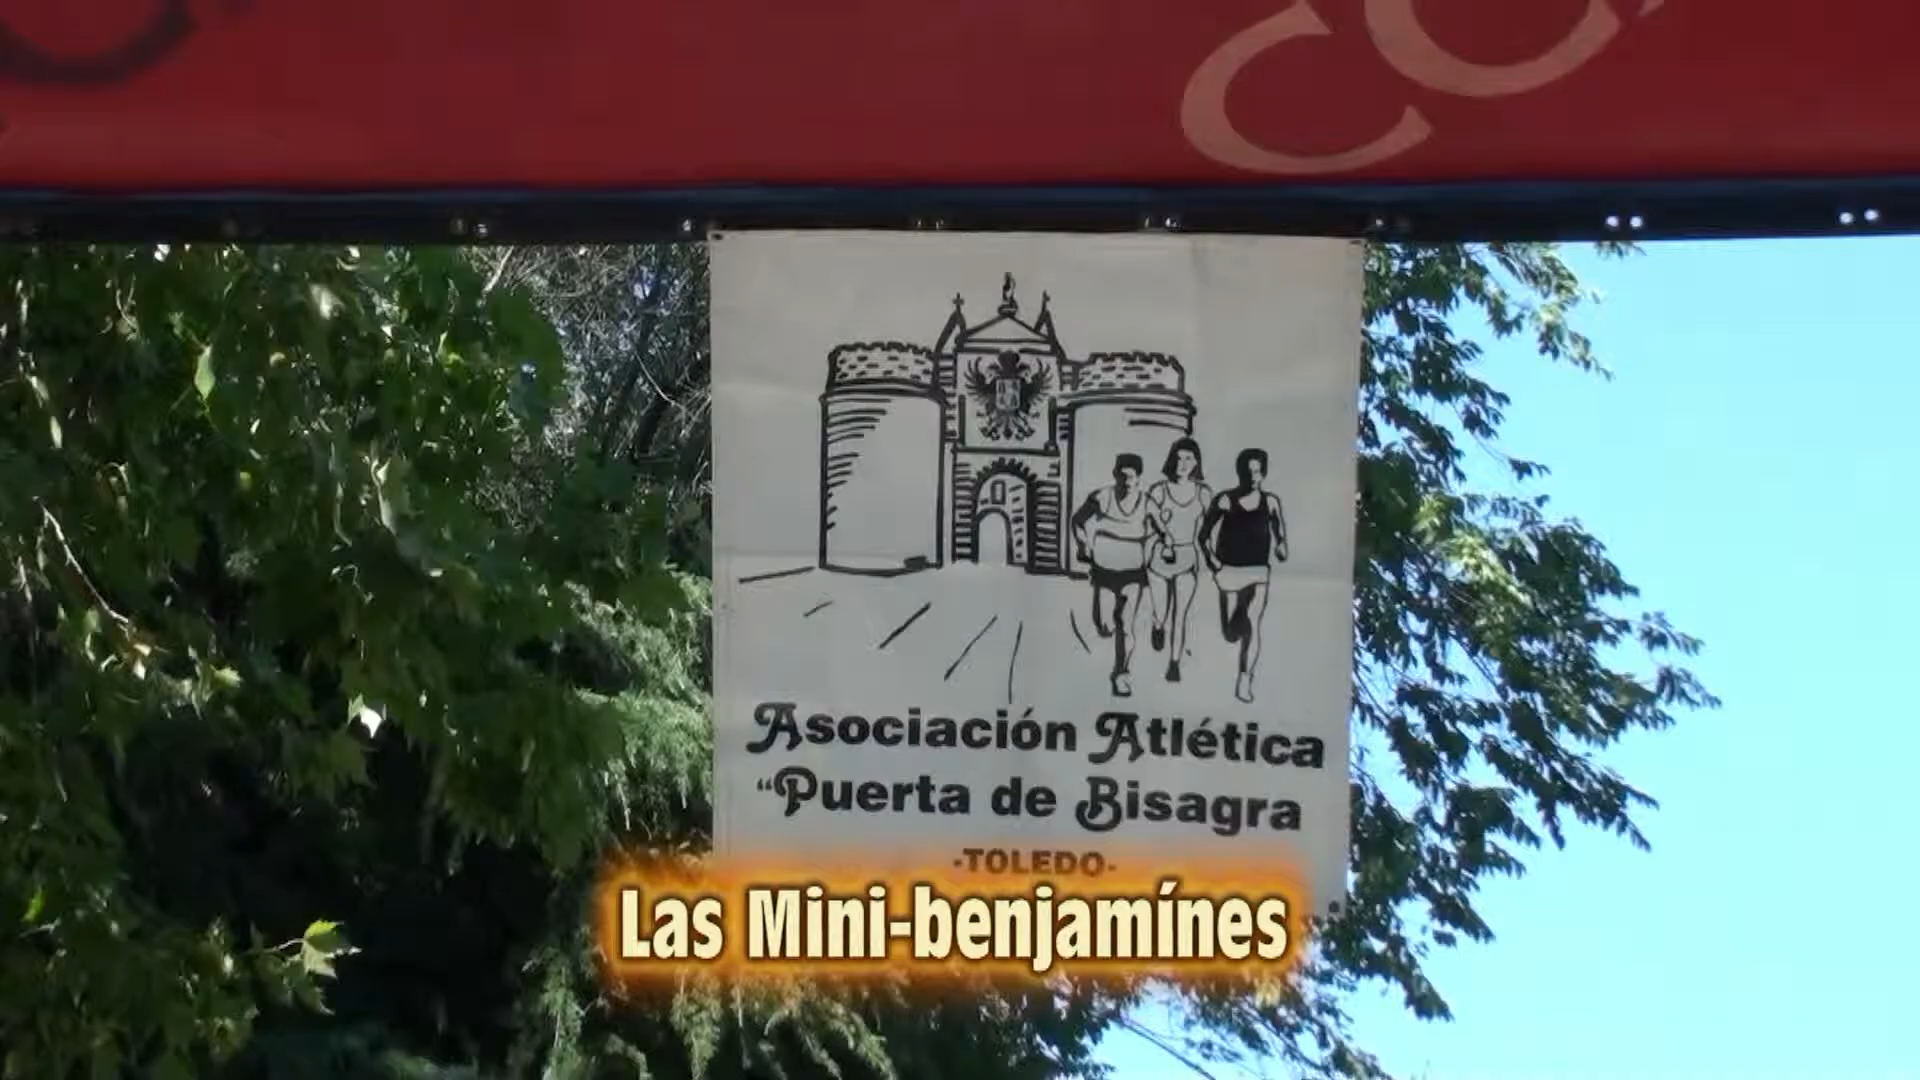 Asociación Atlética
“Puerta de Bisagra
-TOLEDO-
Las Mini-benjamínes